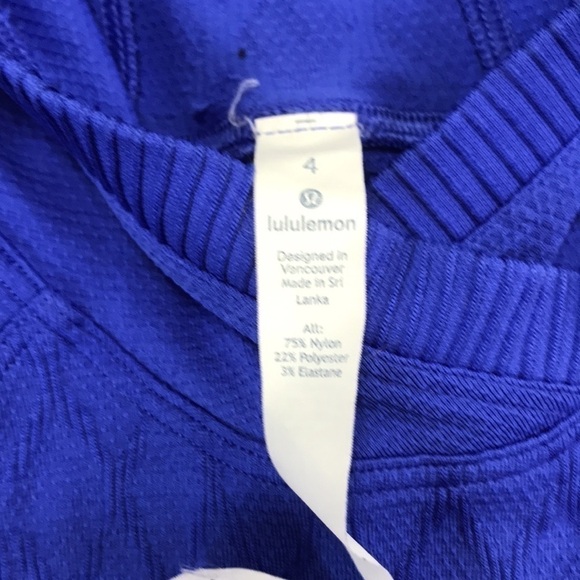 4
lululemon
Designed in
Vancouver
Made in Sri
Lanka
All:
75% Nylon
22% Polyester
3% Elastane